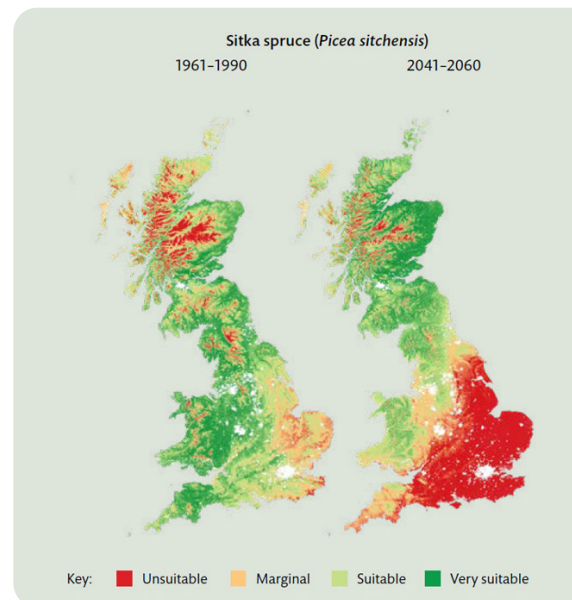 Sitka spruce (Picea sitchensis)
1961–1990 2041–2060
Key: Unsuitable Marginal Suitable Very suitable